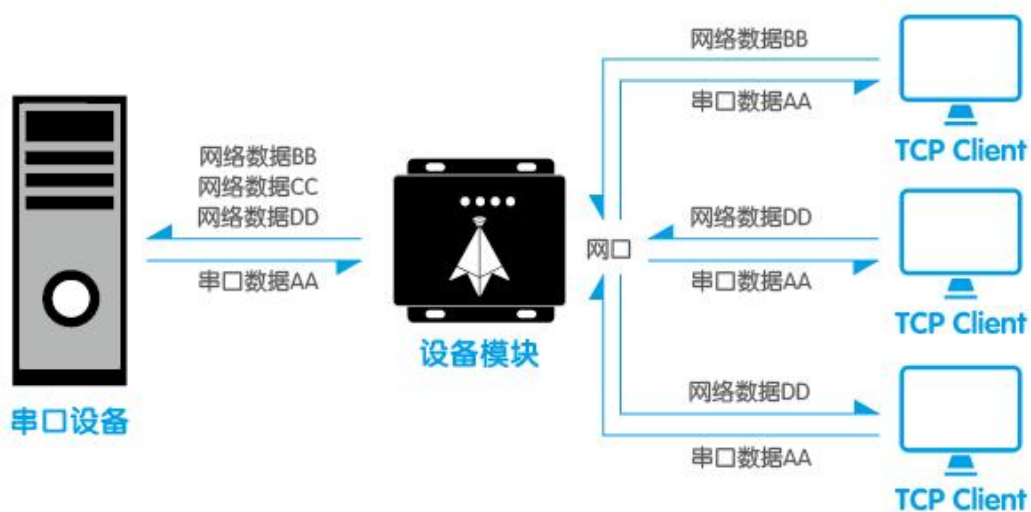 网络数据BB
串口数据AA
TCP Client
网络数据BB
网络数据CC
网络数据DD
串口数据AA
设备模块
串口设备
网口
网络数据DD
串口数据AA
TCP Client
网络数据DD
串口数据AA
TCP Client